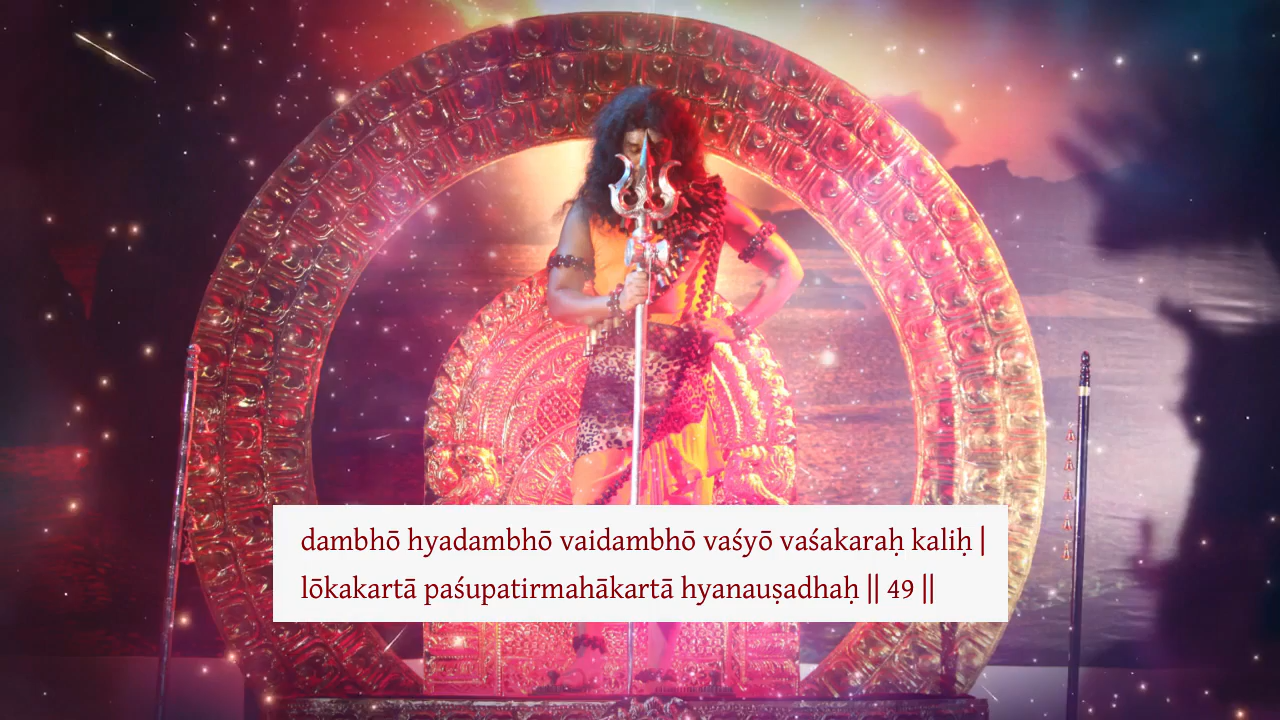 dambhō hyadambhō vaidambhō vaśyō vaśakaraḥ kaliḥ |
lōkakartā paśupatirmahākartā hyanauṣadhaḥ || 49 ||